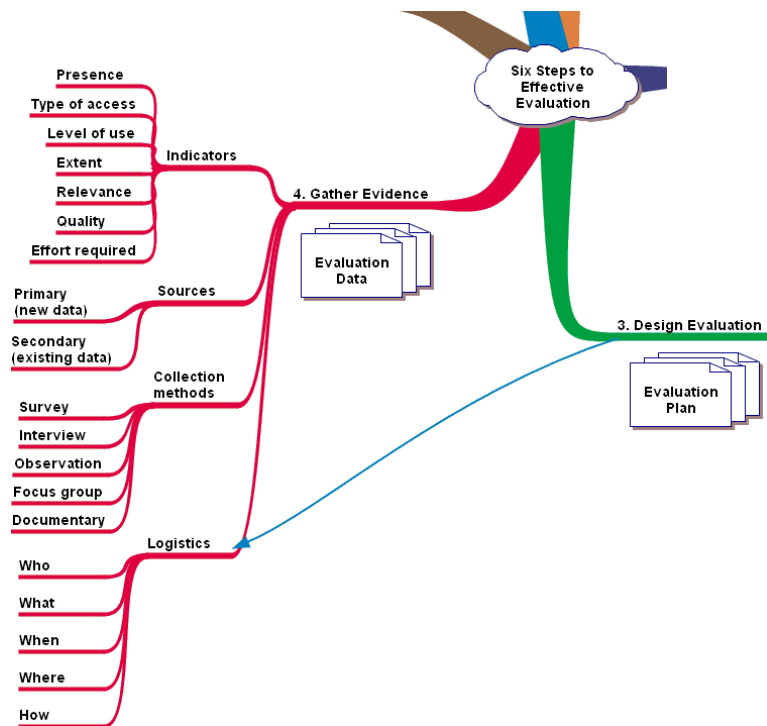 Six Steps to
Effective
Evaluation
3. Design Evaluation
Evaluation
Plan
4. Gather Evidence
Evaluation
Data
Indicators
Presence
Type of access
Level of use
Extent
Relevance
Quality
Effort required
Sources
Primary
(new data)
Secondary
(existing data)
Collection
methods
Survey
Interview
Observation
Focus group
Documentary
Logistics
Who
What
When
Where
How